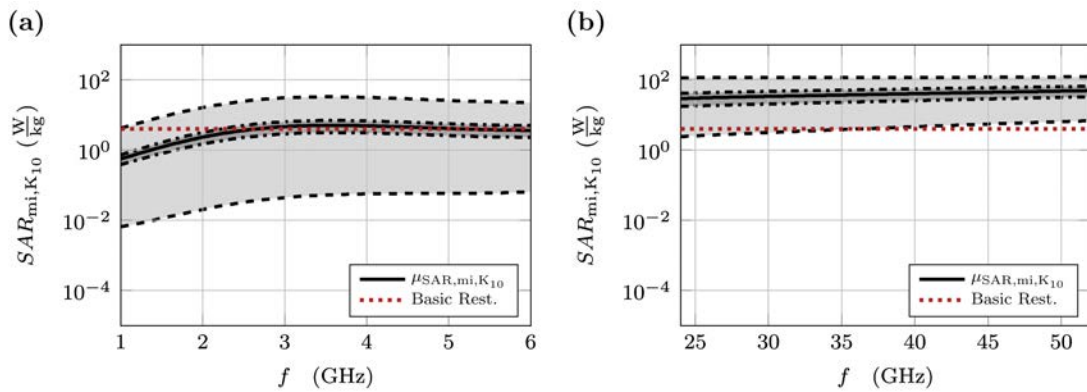 (a)
SAR_mi,K10 (W/kg)
10^2
10^0
10^−2
10^−4
1 2 3 4 5 6
f (GHz)
μ_SAR,mi,K10
Basic Rest.
(b)
SAR_mi,K10 (W/kg)
10^2
10^0
10^−2
10^−4
25 30 35 40 45 50
f (GHz)
μ_SAR,mi,K10
Basic Rest.